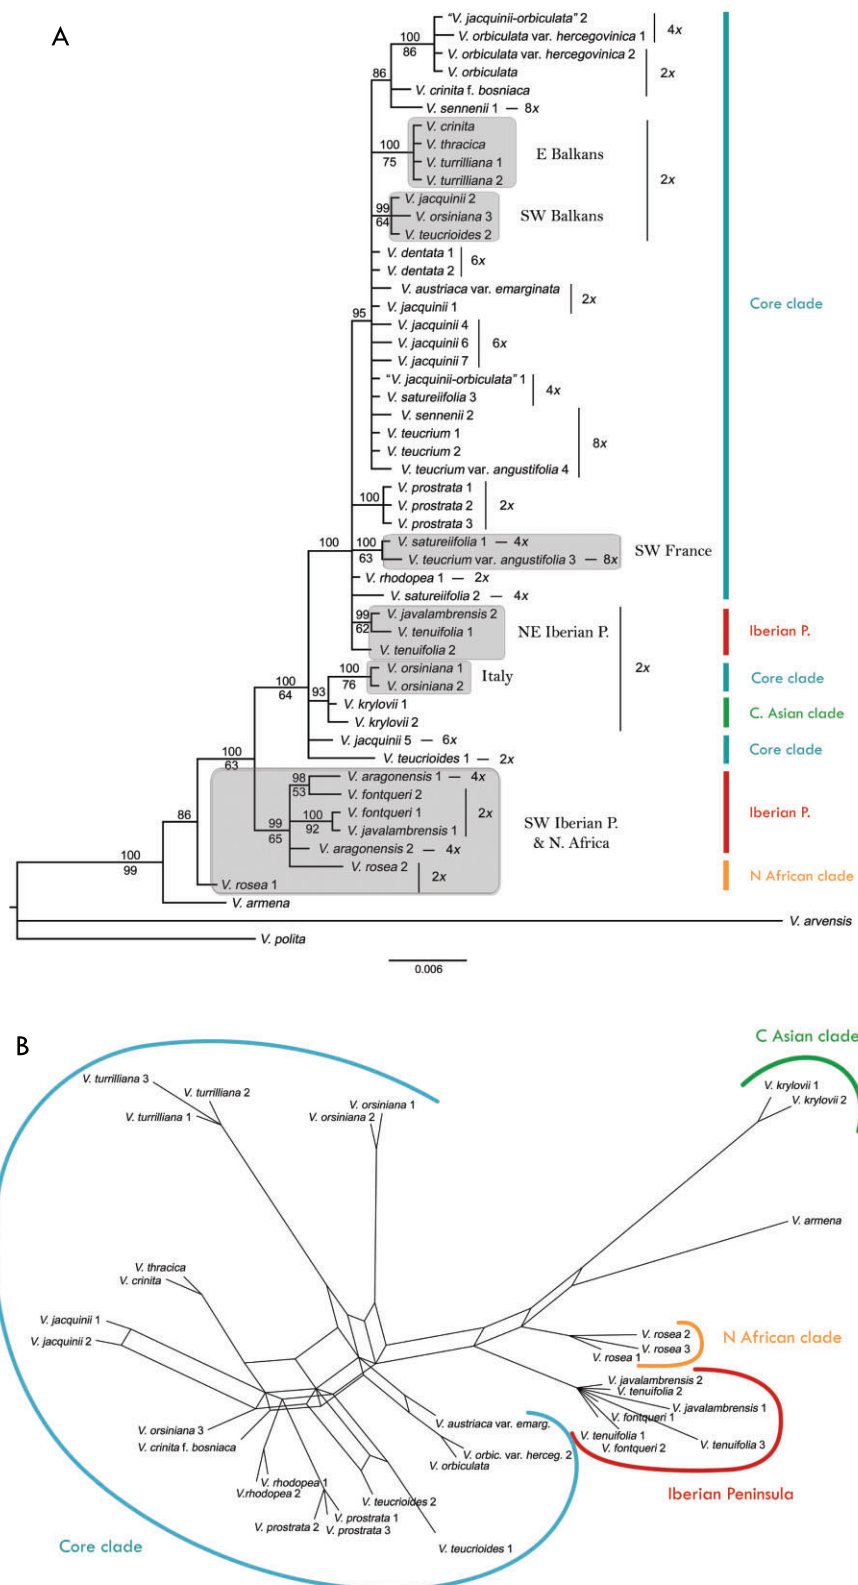 A
"V. jacquinii-orbiculata" 2
V. orbiculata var. hercegovinica 1
4x
V. orbiculata var. hercegovinica 2
100
86
V. orbiculata
2x
86
V. crinita f. bosniaca
V. sennenii 1 — 8x
V. crinita
100
V. thracica
E Balkans
75
V. turrilliana 1
V. turrilliana 2
2x
V. jacquinii 2
99
V. orsiniana 3
SW Balkans
64
V. teucrioides 2
V. dentata 1
6x
V. dentata 2
V. austriaca var. emarginata
2x
V. jacquinii 1
Core clade
95
V. jacquinii 4
V. jacquinii 6
6x
V. jacquinii 7
"V. jacquinii-orbiculata" 1
4x
V. satureiifolia 3
V. sennenii 2
V. teucrium 1
8x
V. teucrium 2
V. teucrium var. angustifolia 4
V. prostrata 1
100
V. prostrata 2
2x
V. prostrata 3
100
100
V. satureiifolia 1 — 4x
SW France
63
V. teucrium var. angustifolia 3 — 8x
V. rhodopea 1 — 2x
V. satureiifolia 2 — 4x
99
V. javalambrensis 2
62
V. tenuifolia 1
NE Iberian P.
Iberian P.
V. tenuifolia 2
2x
100
V. orsiniana 1
Italy
76
V. orsiniana 2
Core clade
100
64
93
V. krylovii 1
C. Asian clade
V. krylovii 2
V. jacquinii 5 — 6x
Core clade
100
V. teucrioides 1 — 2x
63
98
V. aragonensis 1 — 4x
53
V. fontqueri 2
86
100
V. fontqueri 1
2x
99
92
V. javalambrensis 1
SW Iberian P.
& N. Africa
Iberian P.
65
V. aragonensis 2 — 4x
100
V. rosea 2
99
2x
N African clade
V. rosea 1
V. armena
V. arvensis
V. polita
0.006
B
C Asian clade
V. turrilliana 3
V. turrilliana 2
V. turrilliana 1
V. orsiniana 1
V. orsiniana 2
V. krylovii 1
V. krylovii 2
V. armena
V. thracica
V. crinita
V. jacquinii 1
V. jacquinii 2
V. rosea 2
V. rosea 3
V. rosea 1
N African clade
V. javalambrensis 2
V. tenuifolia 2
V. javalambrensis 1
V. fontqueri 1
V. tenuifolia 1
V. tenuifolia 3
V. fontqueri 2
Iberian Peninsula
V. austriaca var. emarg.
V. orbic. var. herceg. 2
V. orbiculata
V. orsiniana 3
V. crinita f. bosniaca
V. rhodopea 1
V.rhodopea 2
V. teucrioides 2
V. prostrata 1
V. prostrata 2
V. prostrata 3
V. teucrioides 1
Core clade